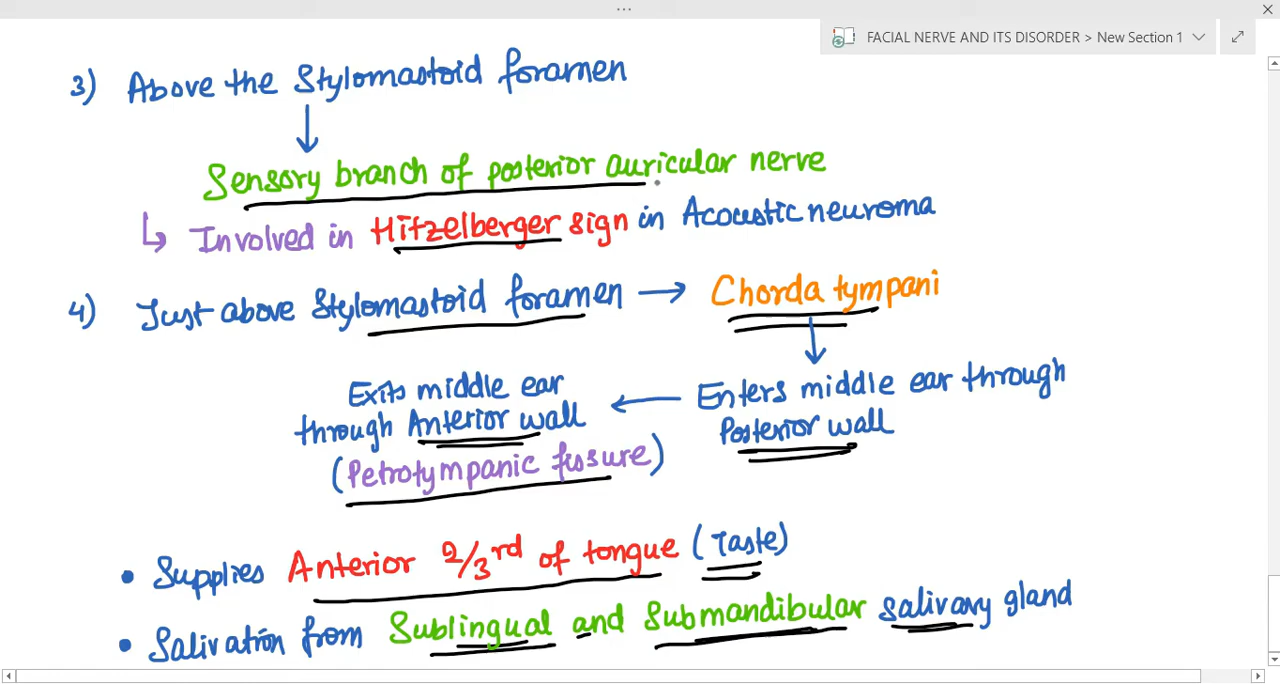 FACIAL NERVE AND ITS DISORDER > New Section 1
3) Above the Stylomastoid foramen
Sensory branch of posterior auricular nerve
Involved in Hitzelberger sign in Acoustic neuroma
4) Just above Stylomastoid foramen → Chorda tympani
Enters middle ear through
Posterior wall
Exits middle ear
through Anterior wall
(Petrotympanic fissure)
• Supplies Anterior 2/3rd of tongue (Taste)
• Salivation from Sublingual and Submandibular salivary gland